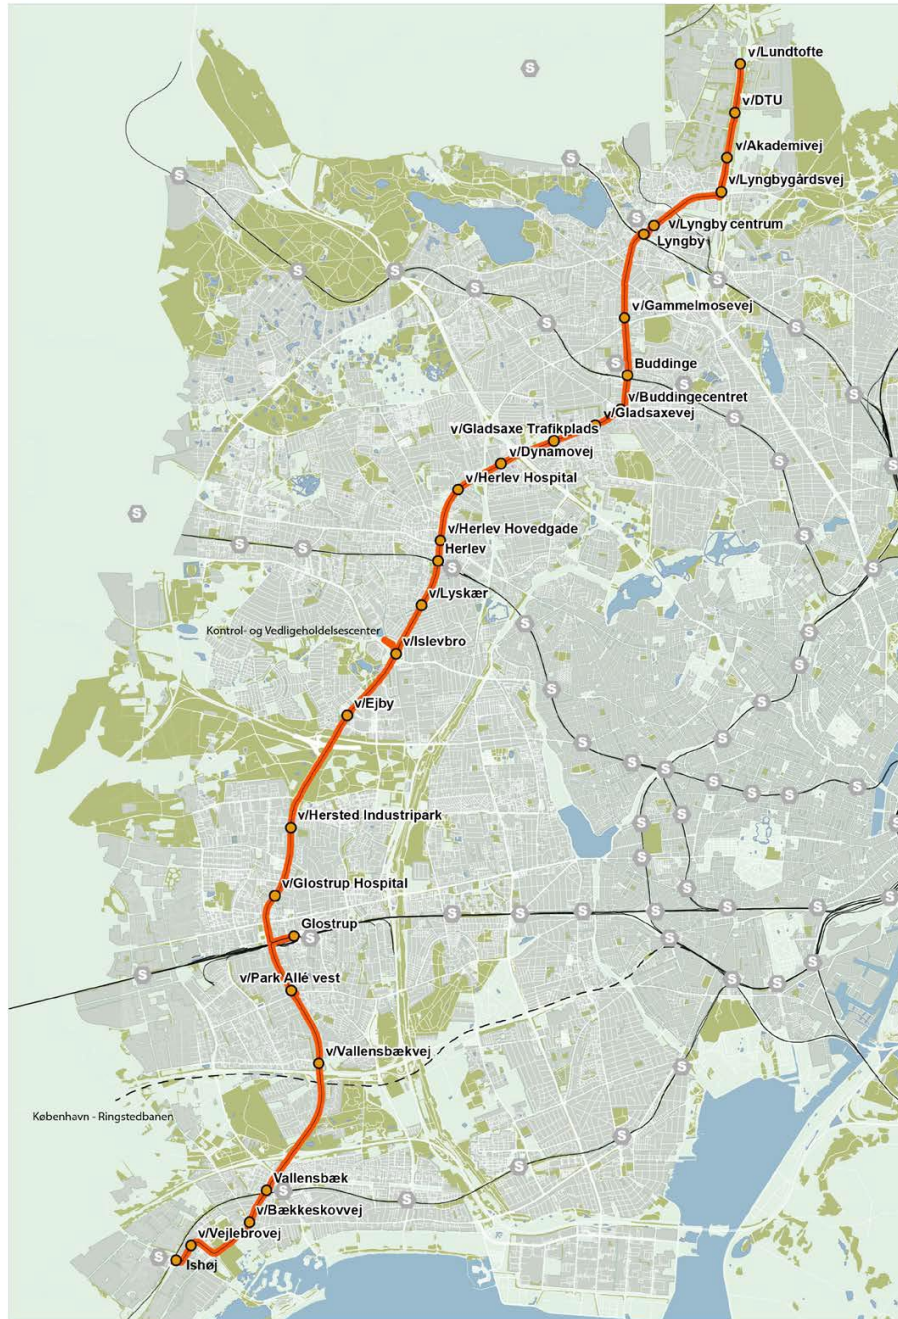 v/Lundtofte
v/DTU
v/Akademivej
v/Lyngbygårdsvej
v/Lyngby centrum
Lyngby
v/Gammelmosevej
Buddinge
v/Buddingecentret
v/Gladsaxevej
v/Gladsaxe Trafikplads
v/Dynamovej
v/Herlev Hospital
v/Herlev Hovedgade
Herlev
v/Lyskær
Kontrol- og Vedligeholdelsescenter
v/Islevbro
v/Ejby
v/Hersted Industripark
v/Glostrup Hospital
Glostrup
v/Park Allé vest
v/Vallensbækvej
København - Ringstedbanen
Vallensbæk
v/Bækkeskovvej
v/Vejlebrovej
Ishøj